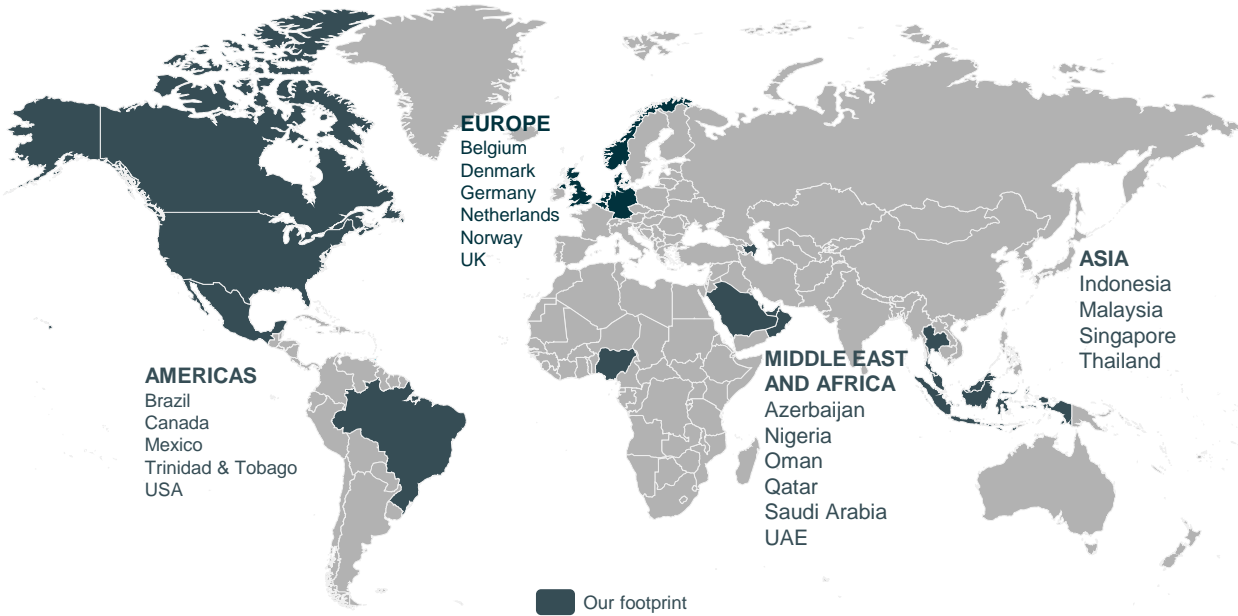 EUROPE
Belgium
Denmark
Germany
Netherlands
Norway
UK
ASIA
Indonesia
Malaysia
Singapore
Thailand
AMERICAS
Brazil
Canada
Mexico
Trinidad & Tobago
USA
MIDDLE EAST
AND AFRICA
Azerbaijan
Nigeria
Oman
Qatar
Saudi Arabia
UAE
Our footprint